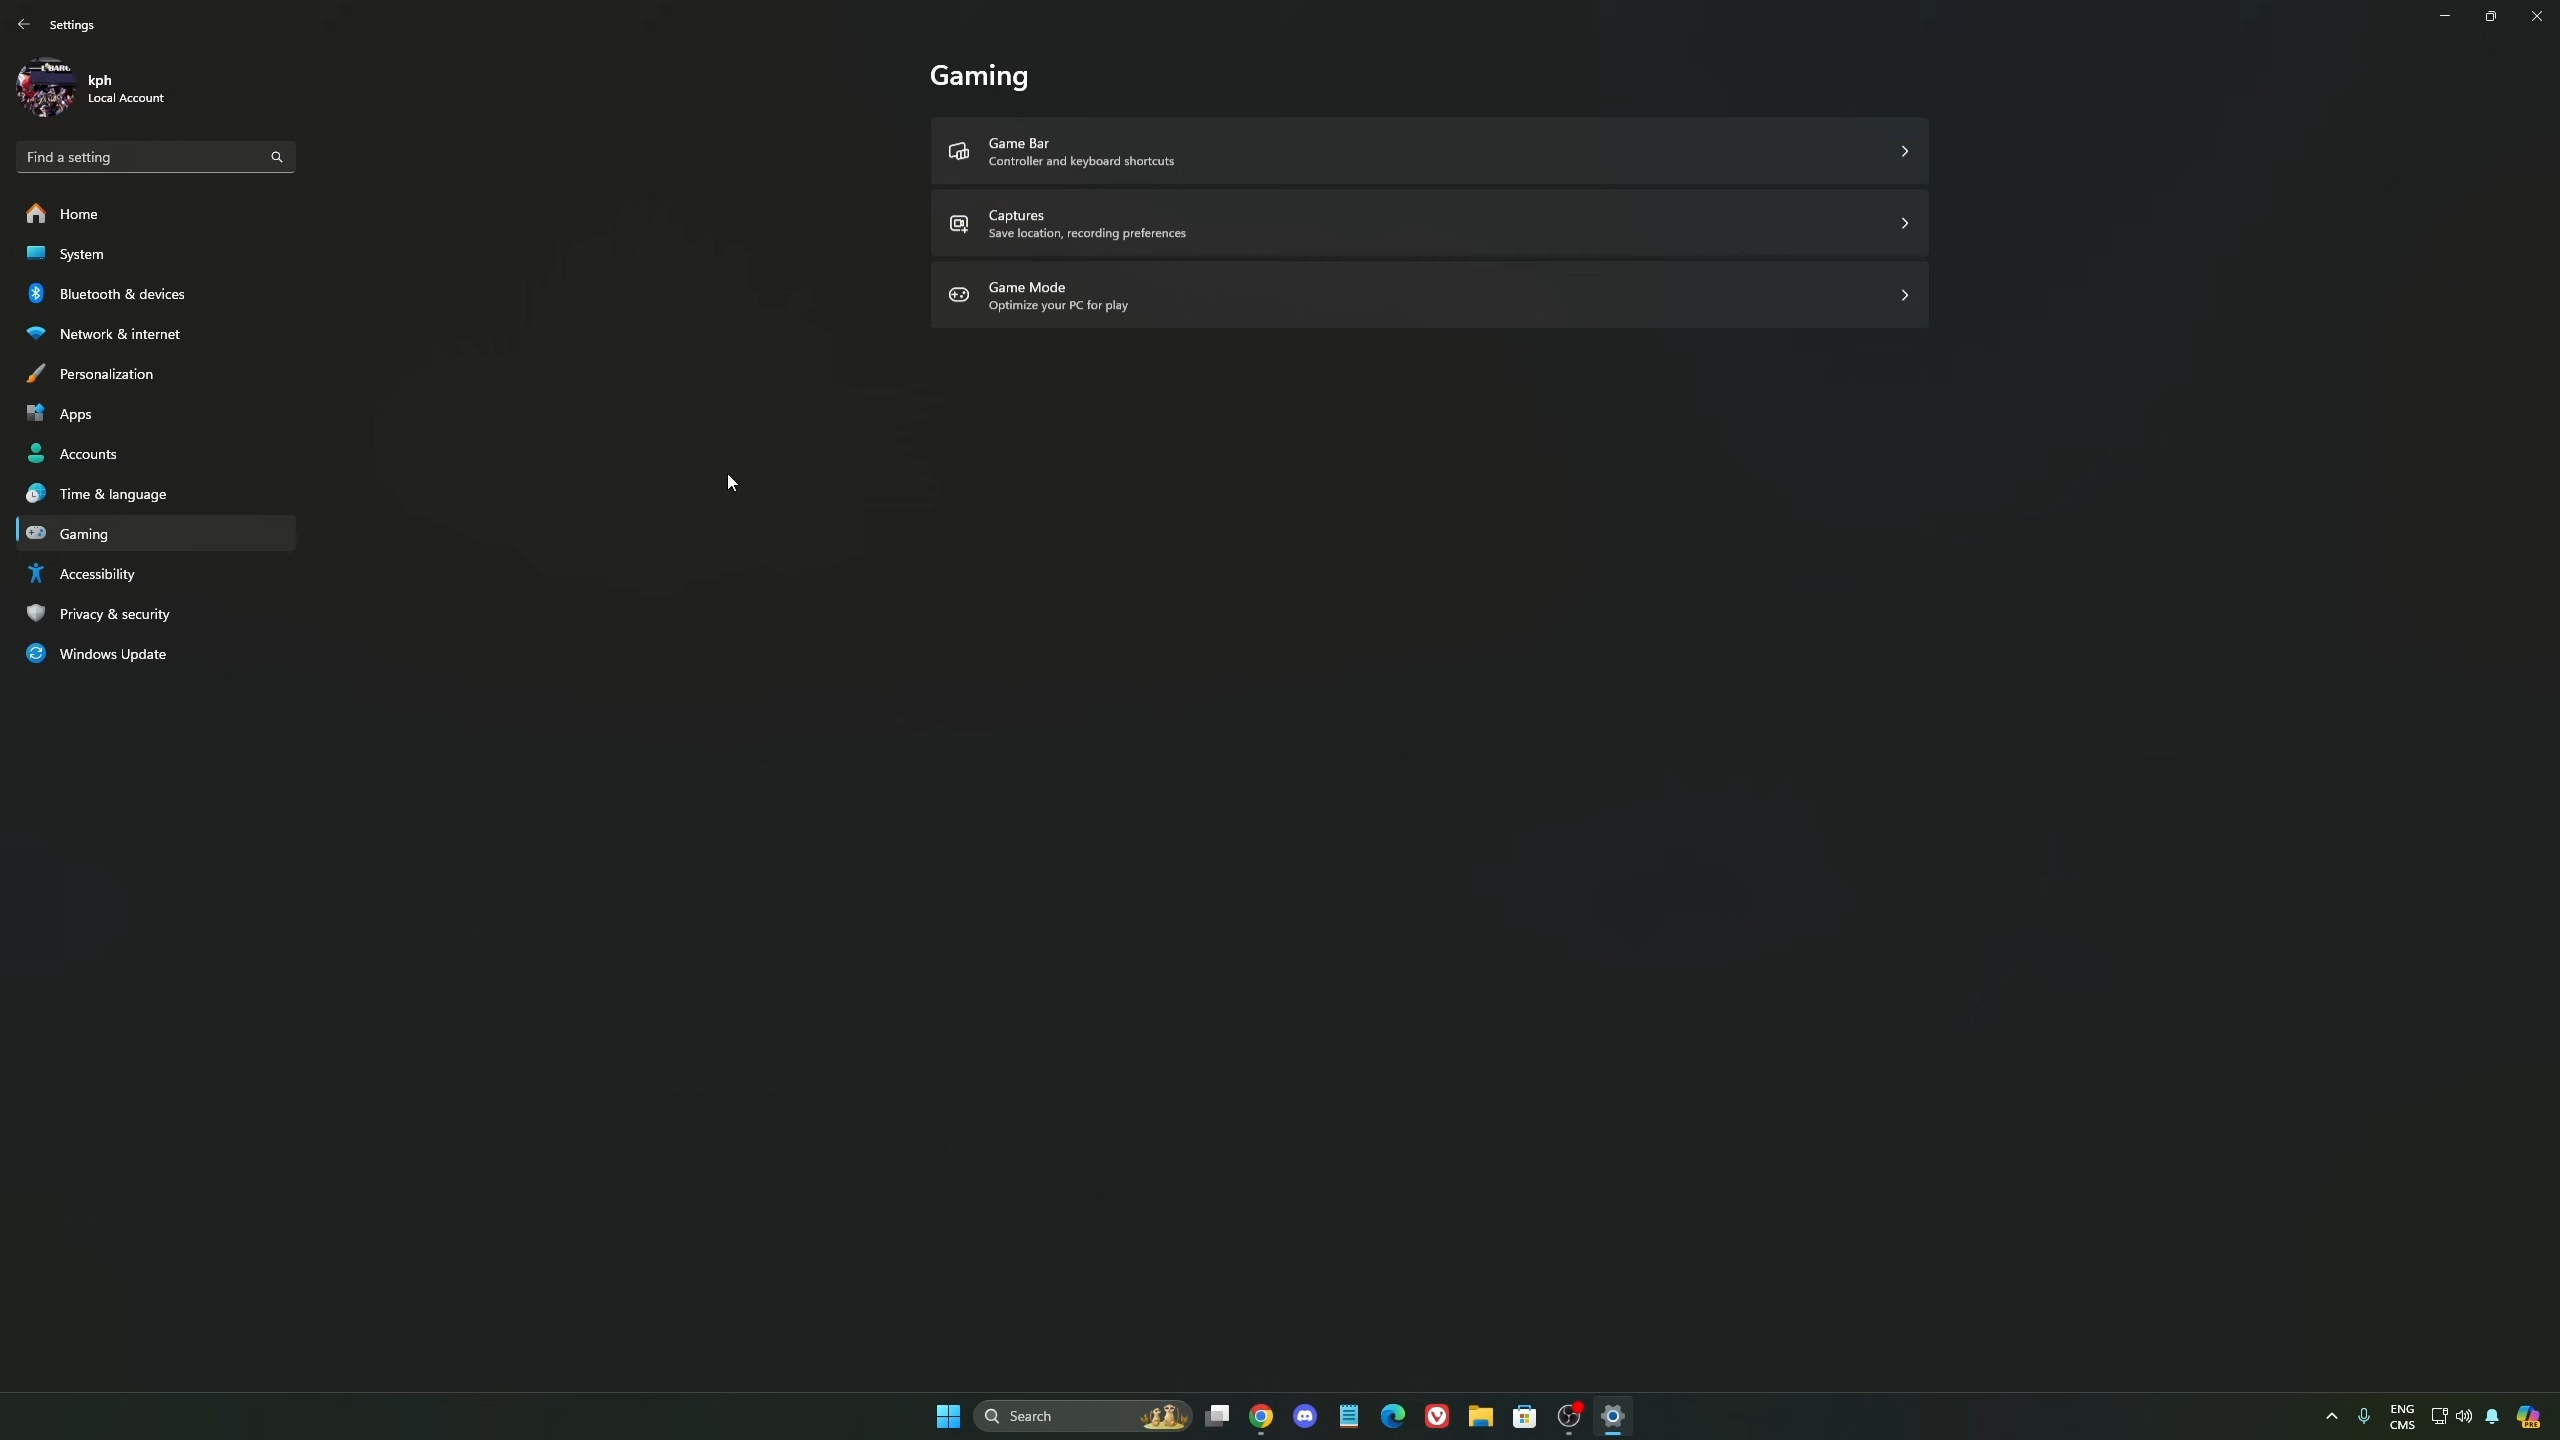 Settings
kph
Local Account
Find a setting
Home
System
Bluetooth & devices
Network & internet
Personalization
Apps
Accounts
Time & language
Gaming
Accessibility
Privacy & security
Windows Update
Gaming
Game Bar
Controller and keyboard shortcuts
Captures
Save location, recording preferences
Game Mode
Optimize your PC for play
Search
ENG
CMS
PRE